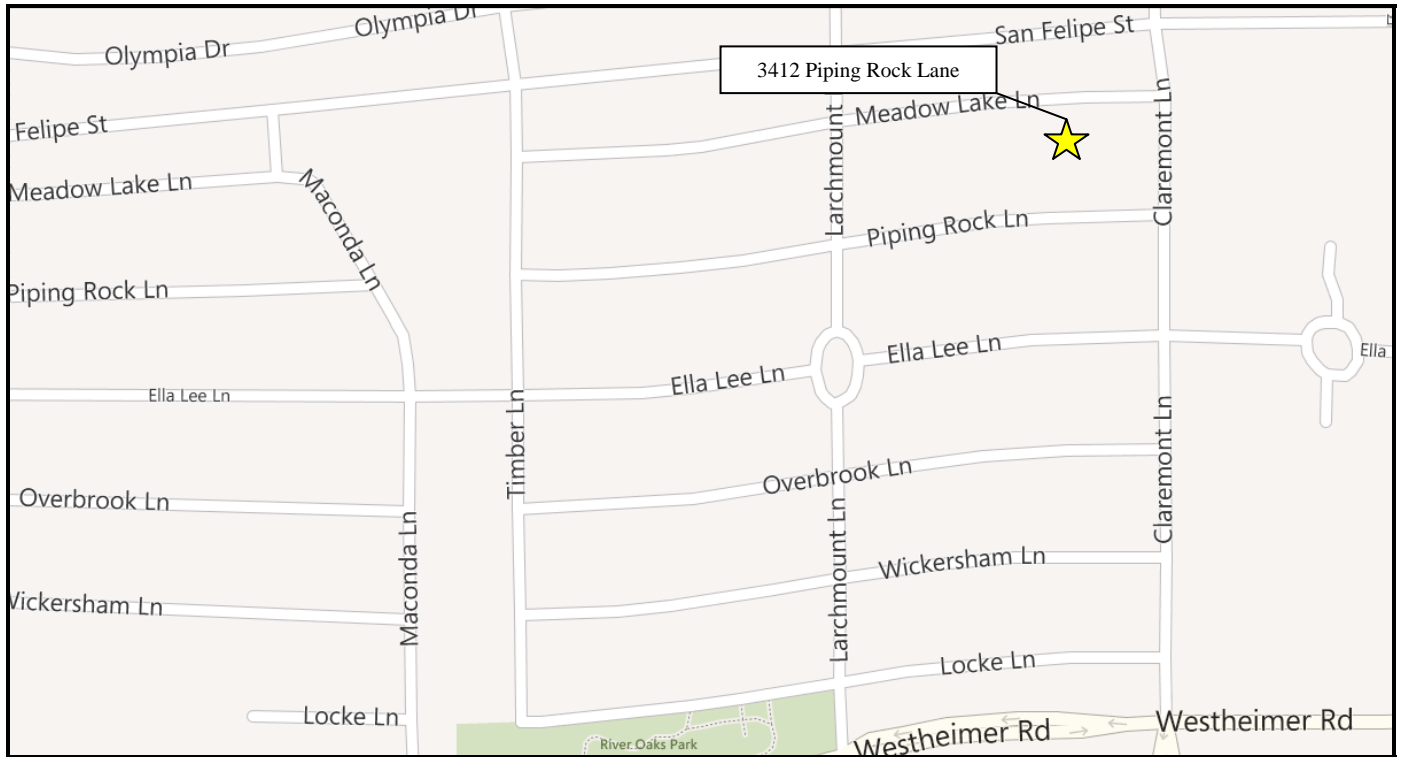 Olympia Dr
Olympia Dr
San Felipe St
3412 Piping Rock Lane
Felipe St
Meadow Lake Ln
Larchmount
Claremont Ln
Meadow Lake Ln
Maconda Ln
Piping Rock Ln
Piping Rock Ln
Ella Lee Ln
Ella Lee Ln
Ella
Ella Lee Ln
Timber Ln
Claremont Ln
Overbrook Ln
Overbrook Ln
Larchmount Ln
Maconda Ln
Wickersham Ln
Wickersham Ln
Locke Ln
Locke Ln
River Oaks Park
Westheimer Rd
Westheimer Rd